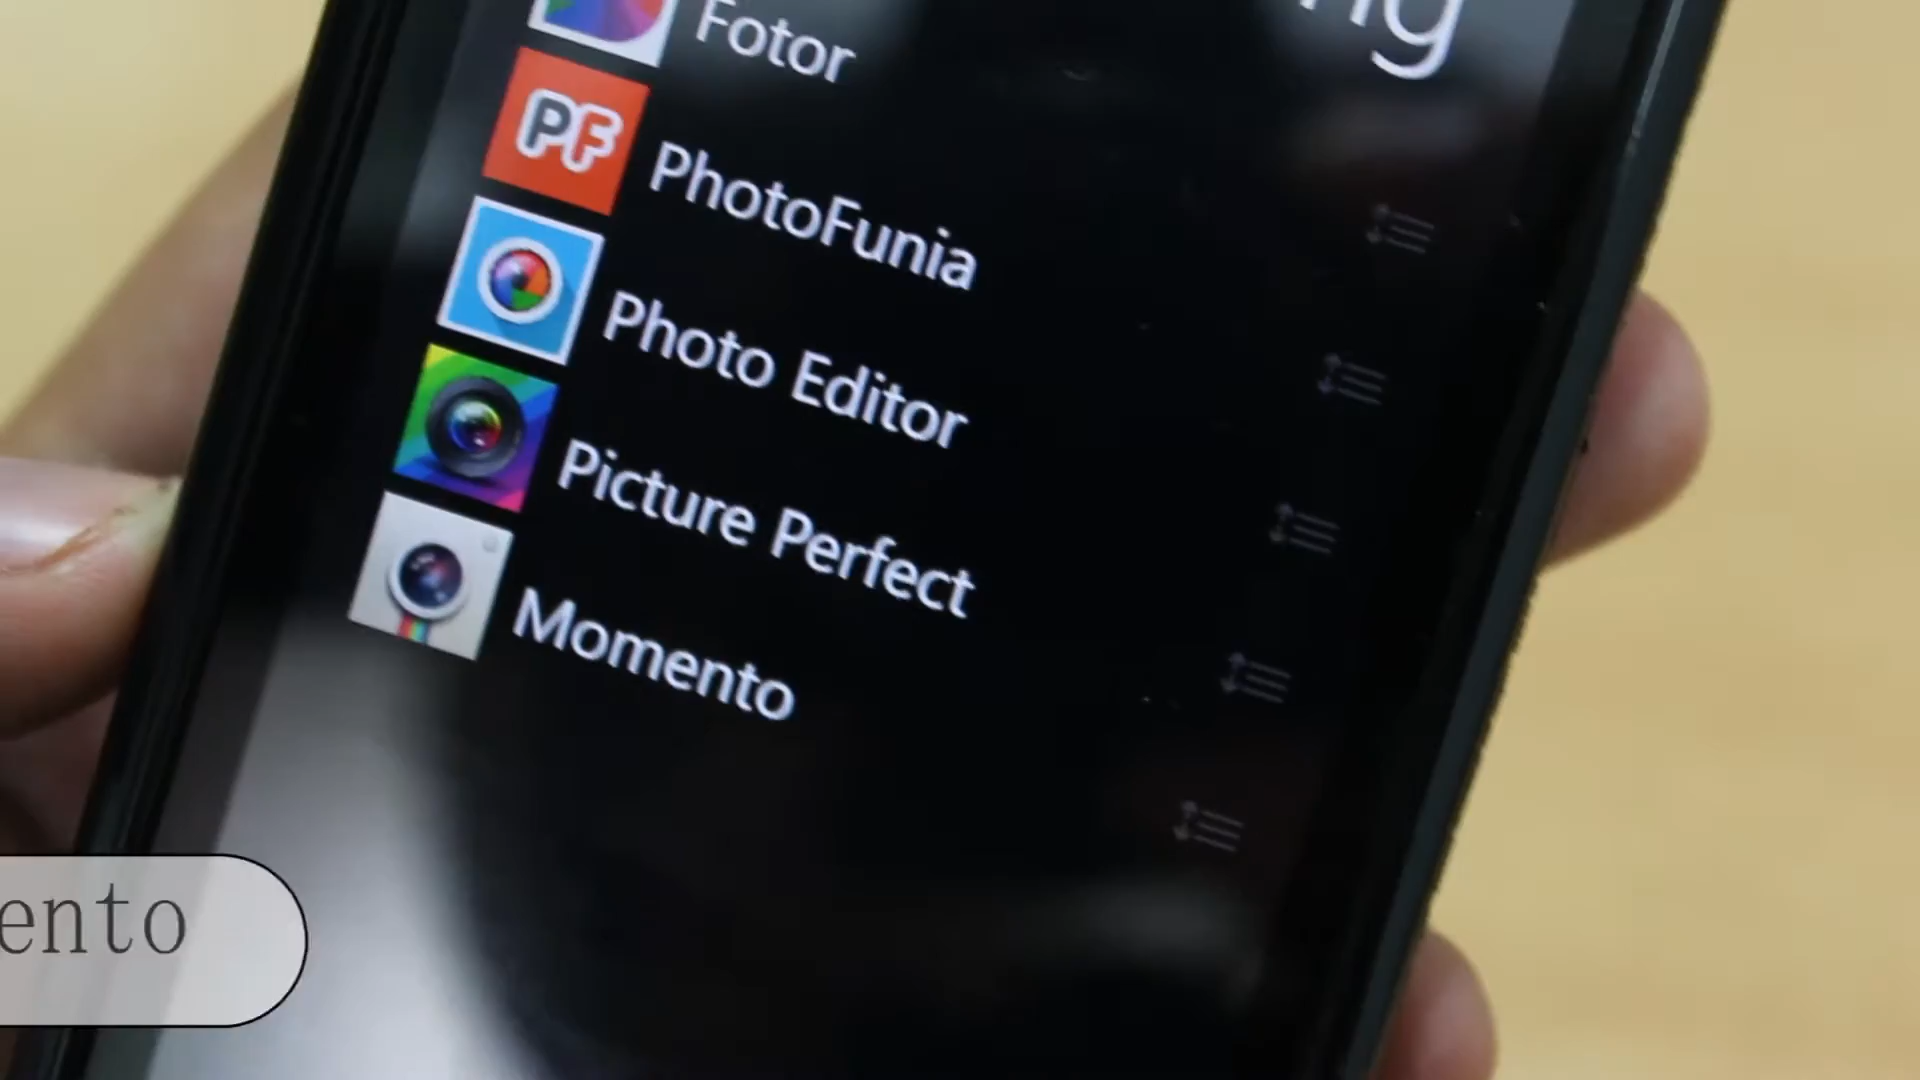 Fotor
PF
PhotoFunia
Photo Editor
Picture Perfect
Momento
ento